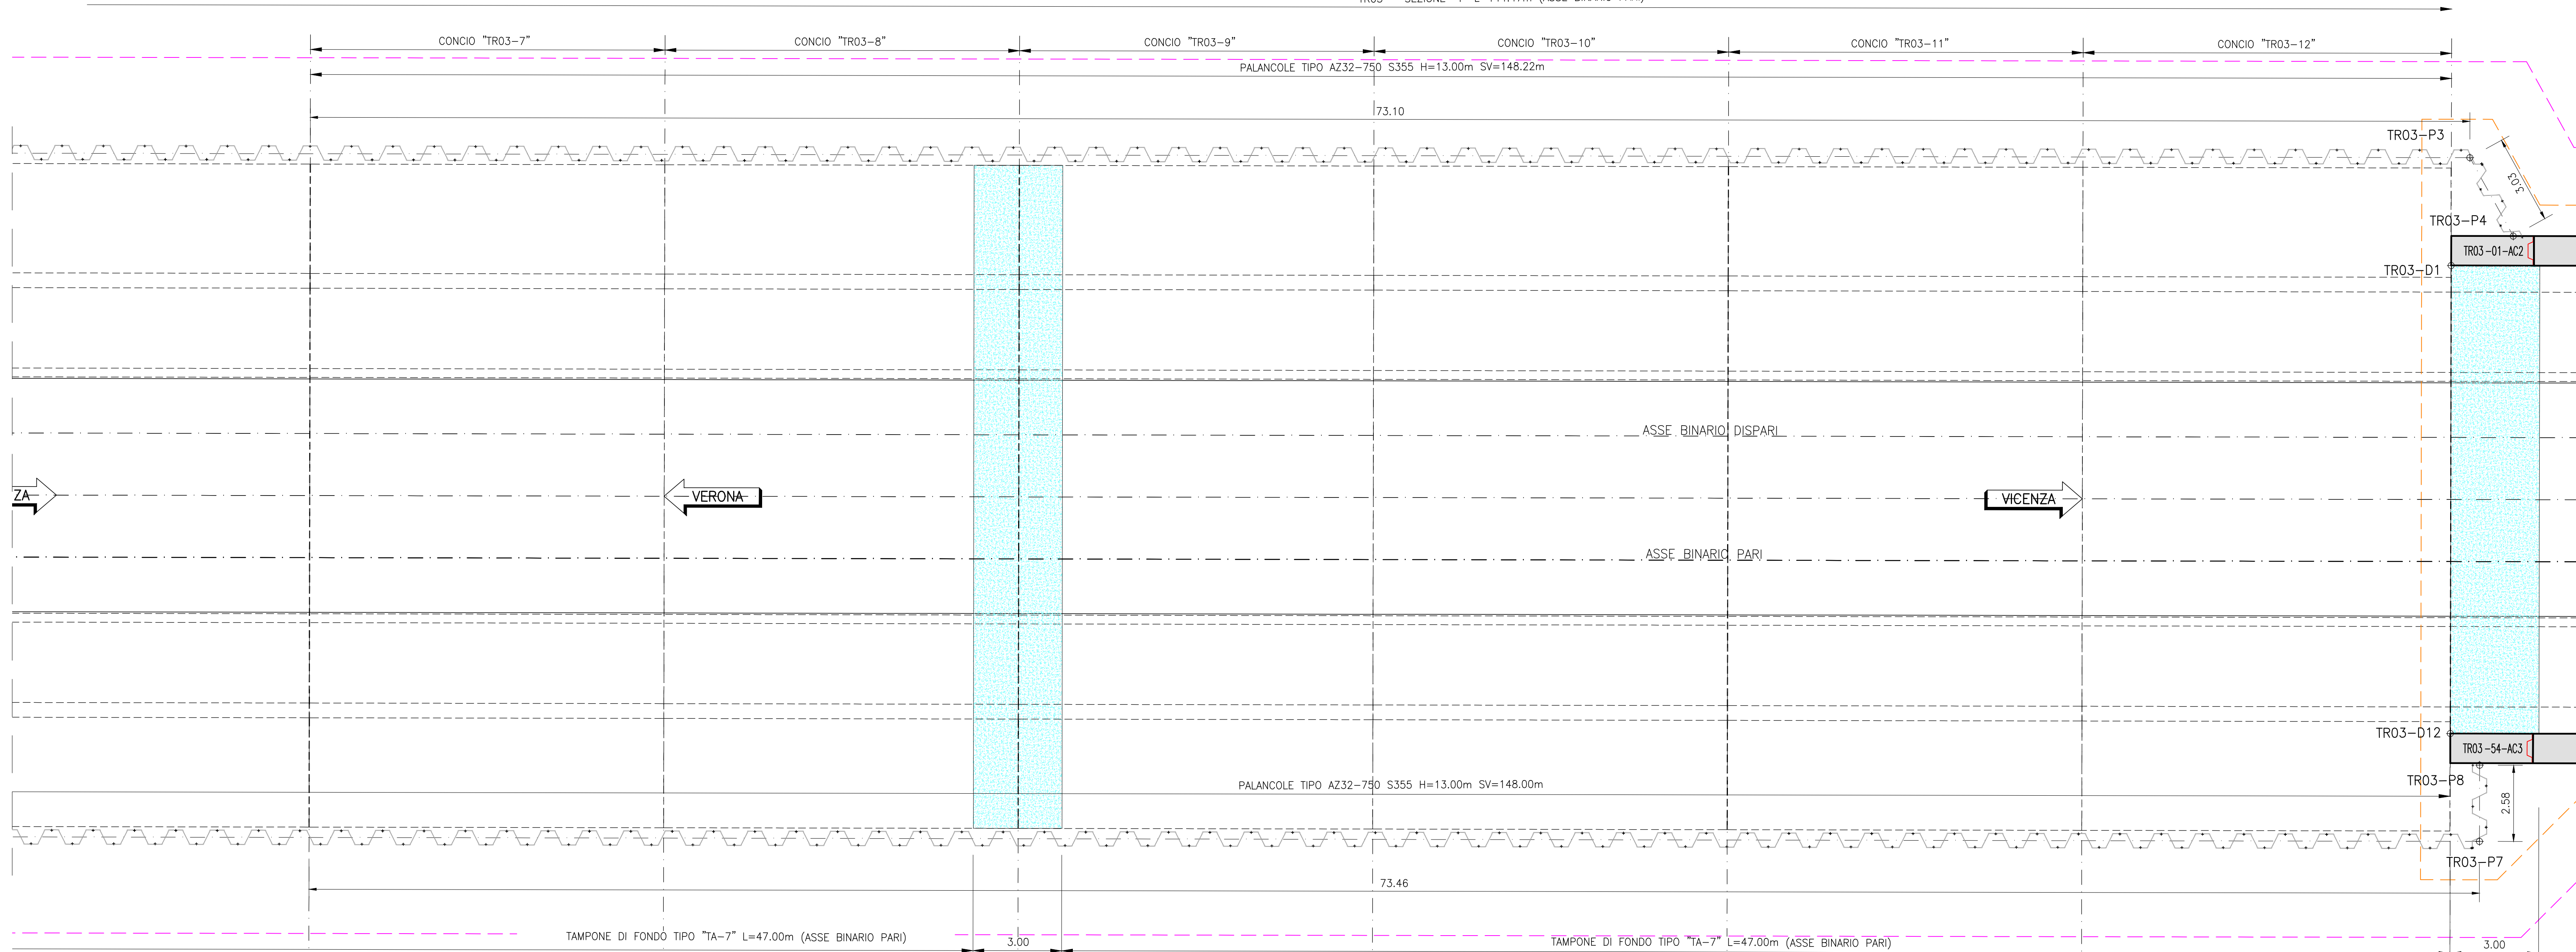 CONCIO "TR03-7"
CONCIO "TR03-8"
CONCIO "TR03-9"
CONCIO "TR03-10"
CONCIO "TR03-11"
CONCIO "TR03-12"
PALANCOLE TIPO AZ32-750 S355 H=13.00m SV=148.22m
73.10
TR03-P3
3.03
TR03-P4
TR03-01-AC2
TR03-D1
ASSE BINARIO DISPARI
ZA
VERONA
VICENZA
ASSE BINARIO PARI
TR03-D12
TR03-54-AC3
TR03-P8
PALANCOLE TIPO AZ32-750 S355 H=13.00m SV=148.00m
2.58
TR03-P7
73.46
TAMPONE DI FONDO TIPO "TA-7" L=47.00m (ASSE BINARIO PARI)
3.00
TAMPONE DI FONDO TIPO "TA-7" L=47.00m (ASSE BINARIO PARI)
3.00